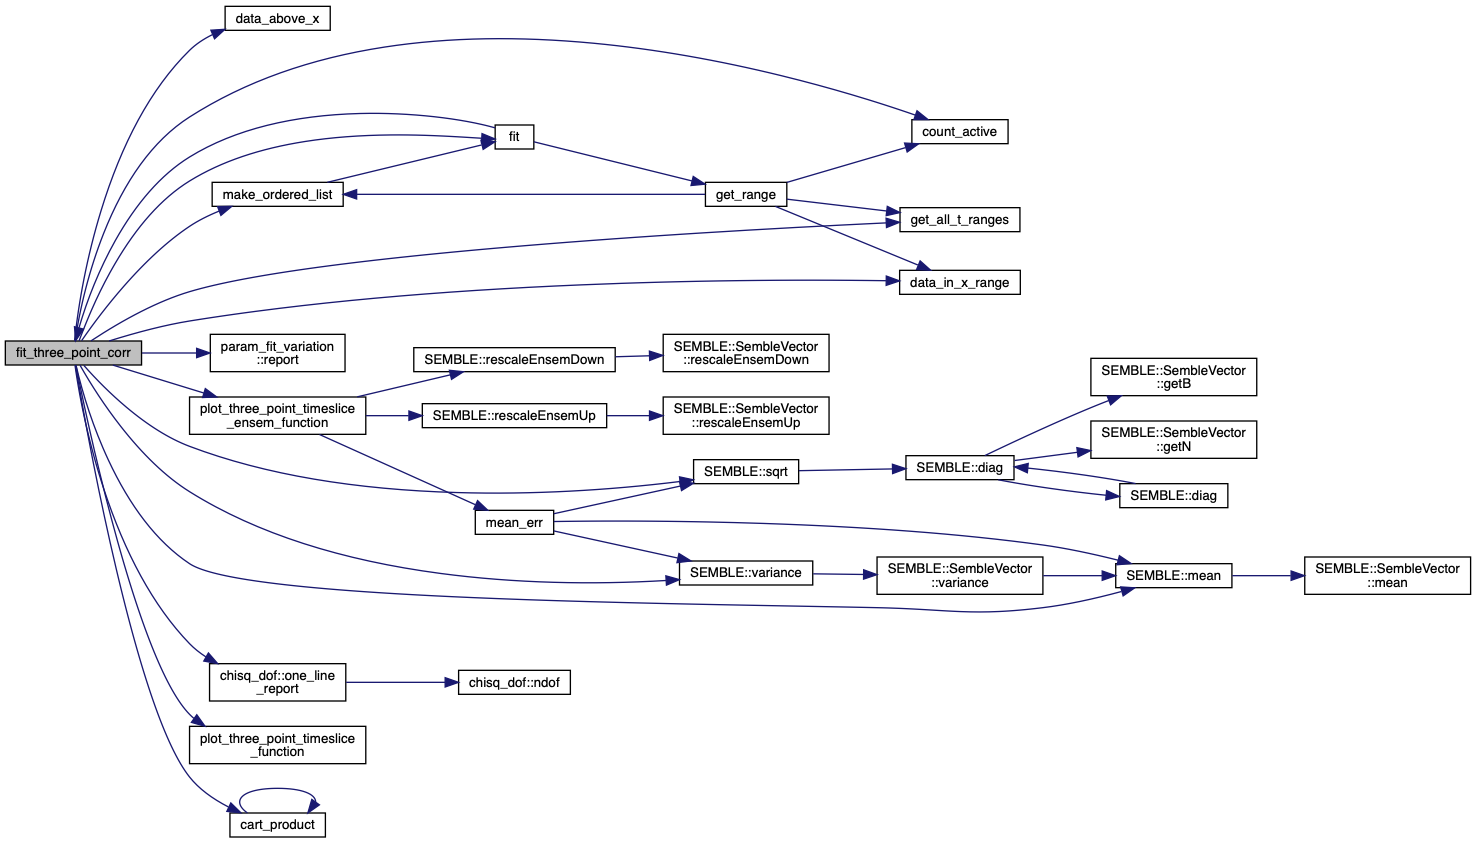 data_above_x
count_active
fit
make_ordered_list
get_range
get_all_t_ranges
data_in_x_range
fit_three_point_corr
param_fit_variation
::report
SEMBLE::rescaleEnsemDown
SEMBLE::SembleVector
::rescaleEnsemDown
SEMBLE::SembleVector
::getB
plot_three_point_timeslice
_ensem_function
SEMBLE::rescaleEnsemUp
SEMBLE::SembleVector
::rescaleEnsemUp
SEMBLE::SembleVector
::getN
SEMBLE::sqrt
SEMBLE::diag
SEMBLE::diag
mean_err
SEMBLE::variance
SEMBLE::SembleVector
::variance
SEMBLE::mean
SEMBLE::SembleVector
::mean
chisq_dof::one_line
_report
chisq_dof::ndof
plot_three_point_timeslice
_function
cart_product